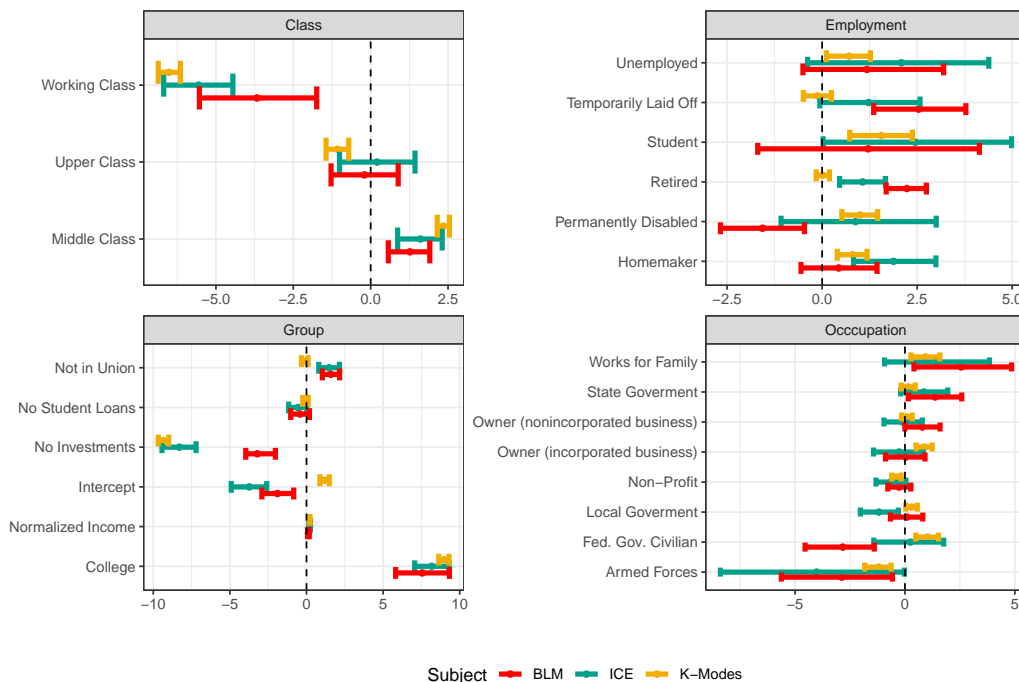 Class
Working Class
Upper Class
Middle Class
−5.0 −2.5 0.0 2.5
Employment
Unemployed
Temporarily Laid Off
Student
Retired
Permanently Disabled
Homemaker
−2.5 0.0 2.5 5.0
Group
Not in Union
No Student Loans
No Investments
Intercept
Normalized Income
College
−10 −5 0 5 10
Occcupation
Works for Family
State Goverment
Owner (nonincorporated business)
Owner (incorporated business)
Non−Profit
Local Goverment
Fed. Gov. Civilian
Armed Forces
−5 0 5
Subject BLM ICE K−Modes